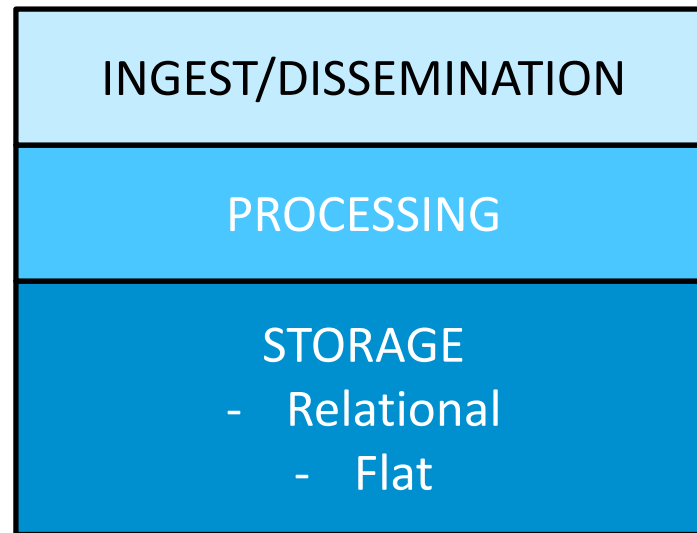 INGEST/DISSEMINATION
PROCESSING
STORAGE
- Relational
- Flat